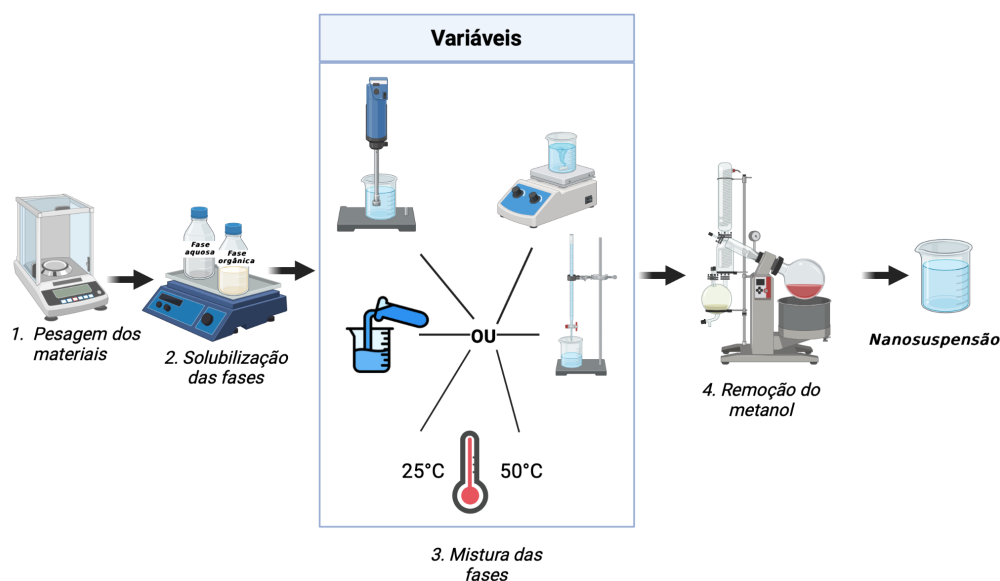 Variáveis
Fase
aquosa
Fase
orgânica
1. Pesagem dos
materiais
2. Solubilização
das fases
OU
25°C
50°C
3. Mistura das
fases
4. Remoção do
metanol
Nanosuspensão